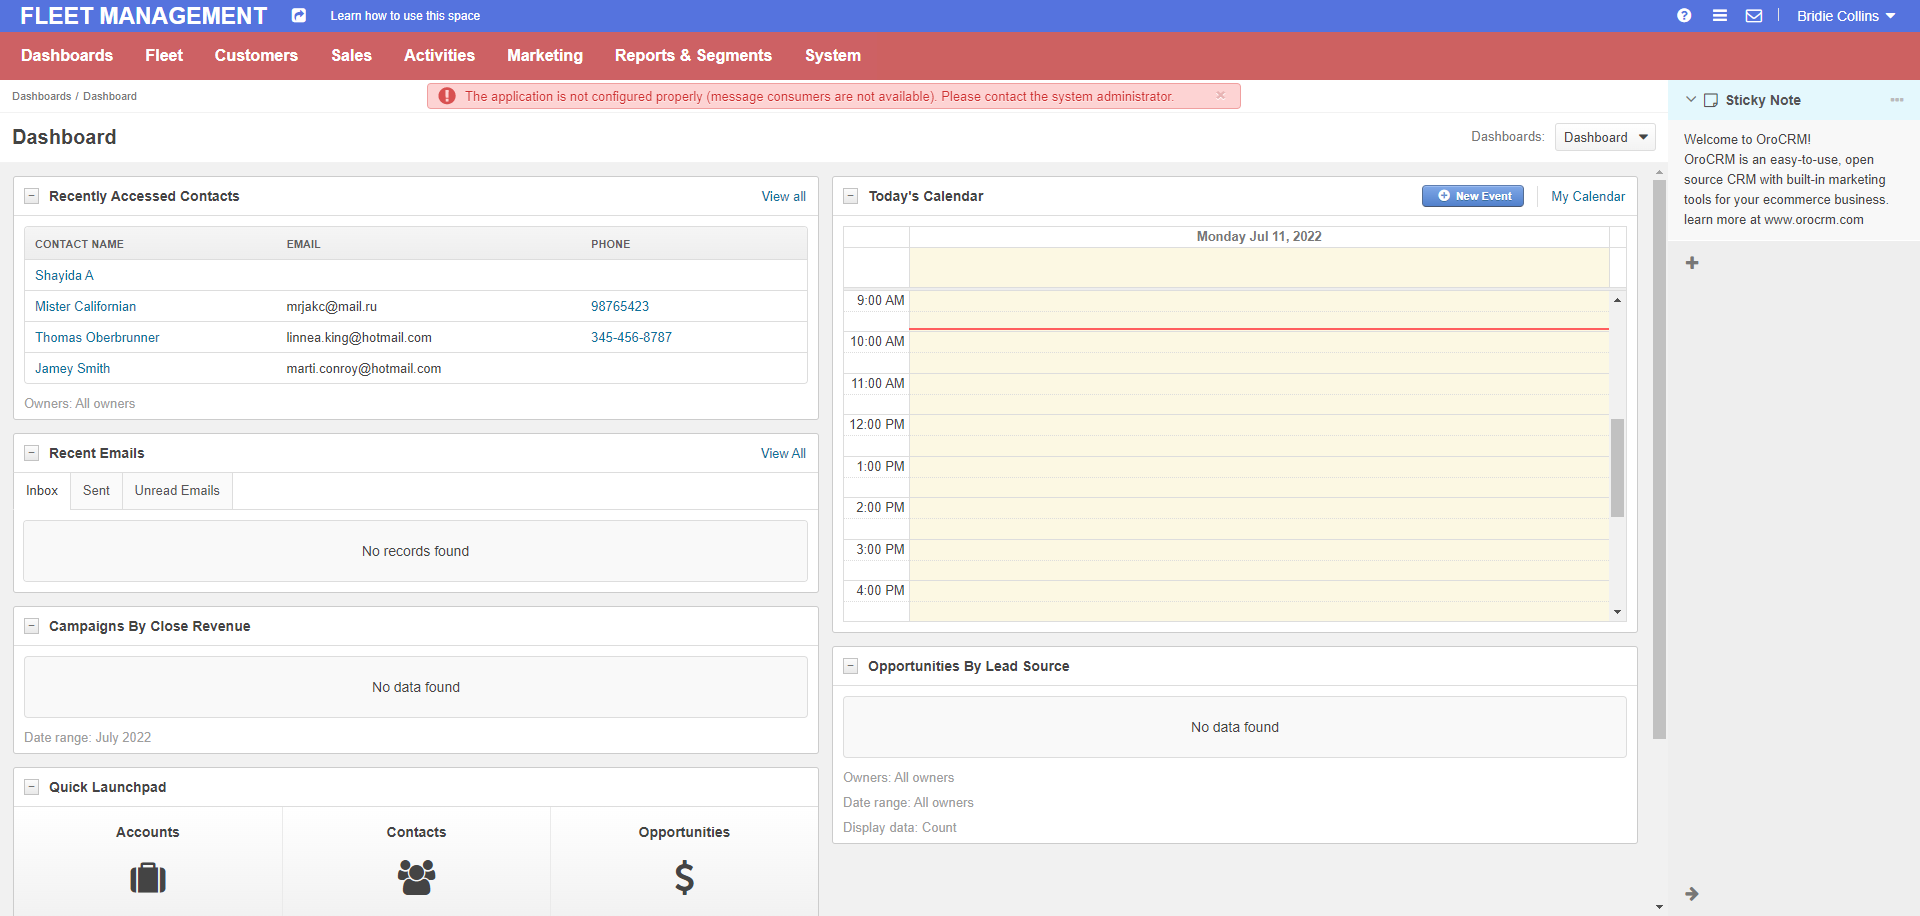 FLEET MANAGEMENT
Learn how to use this space
Bridie Collins
Dashboards Fleet Customers Sales Activities Marketing Reports & Segments System
Dashboards / Dashboard
The application is not configured properly (message consumers are not available). Please contact the system administrator.
×
Dashboard
Dashboards: Dashboard
Recently Accessed Contacts
View all
CONTACT NAME EMAIL PHONE
Shayida A
Mister Californian mrjakc@mail.ru 98765423
Thomas Oberbrunner linnea.king@hotmail.com 345-456-8787
Jamey Smith marti.conroy@hotmail.com
Owners: All owners
Recent Emails
View All
Inbox Sent Unread Emails
No records found
Campaigns By Close Revenue
No data found
Date range: July 2022
Quick Launchpad
Accounts Contacts Opportunities
Today's Calendar
New Event
My Calendar
Monday Jul 11, 2022
9:00 AM
10:00 AM
11:00 AM
12:00 PM
1:00 PM
2:00 PM
3:00 PM
4:00 PM
Opportunities By Lead Source
No data found
Owners: All owners
Date range: All owners
Display data: Count
Sticky Note
Welcome to OroCRM!
OroCRM is an easy-to-use, open
source CRM with built-in marketing
tools for your ecommerce business.
learn more at www.orocrm.com